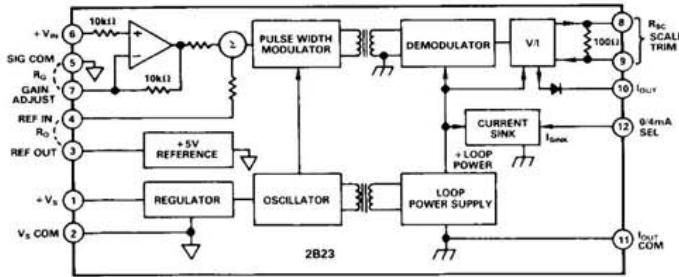 +VIN 6
10kΩ
SIG COM 5
RG
GAIN ADJUST 7
10kΩ
REF IN 4
RO
REF OUT 3
+VS 1
VS COM 2
+
−
Σ
PULSE WIDTH
MODULATOR
DEMODULATOR
V/I
100Ω
8
9
RSC
SCALE
TRIM
10 IOUT
12 0/4mA
SEL
CURRENT
SINK
ISINK
+LOOP
POWER
+5V
REFERENCE
REGULATOR
OSCILLATOR
LOOP
POWER SUPPLY
11 IOUT
COM
2B23